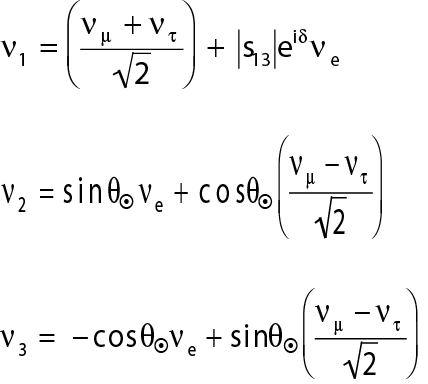 ν₁ = ( (ν_μ + ν_τ) / √2 ) + |s₁₃|e^{iδ} ν_e
ν₂ = sinθ_⊙ ν_e + cosθ_⊙ ( (ν_μ − ν_τ) / √2 )
ν₃ = −cosθ_⊙ ν_e + sinθ_⊙ ( (ν_μ − ν_τ) / √2 )